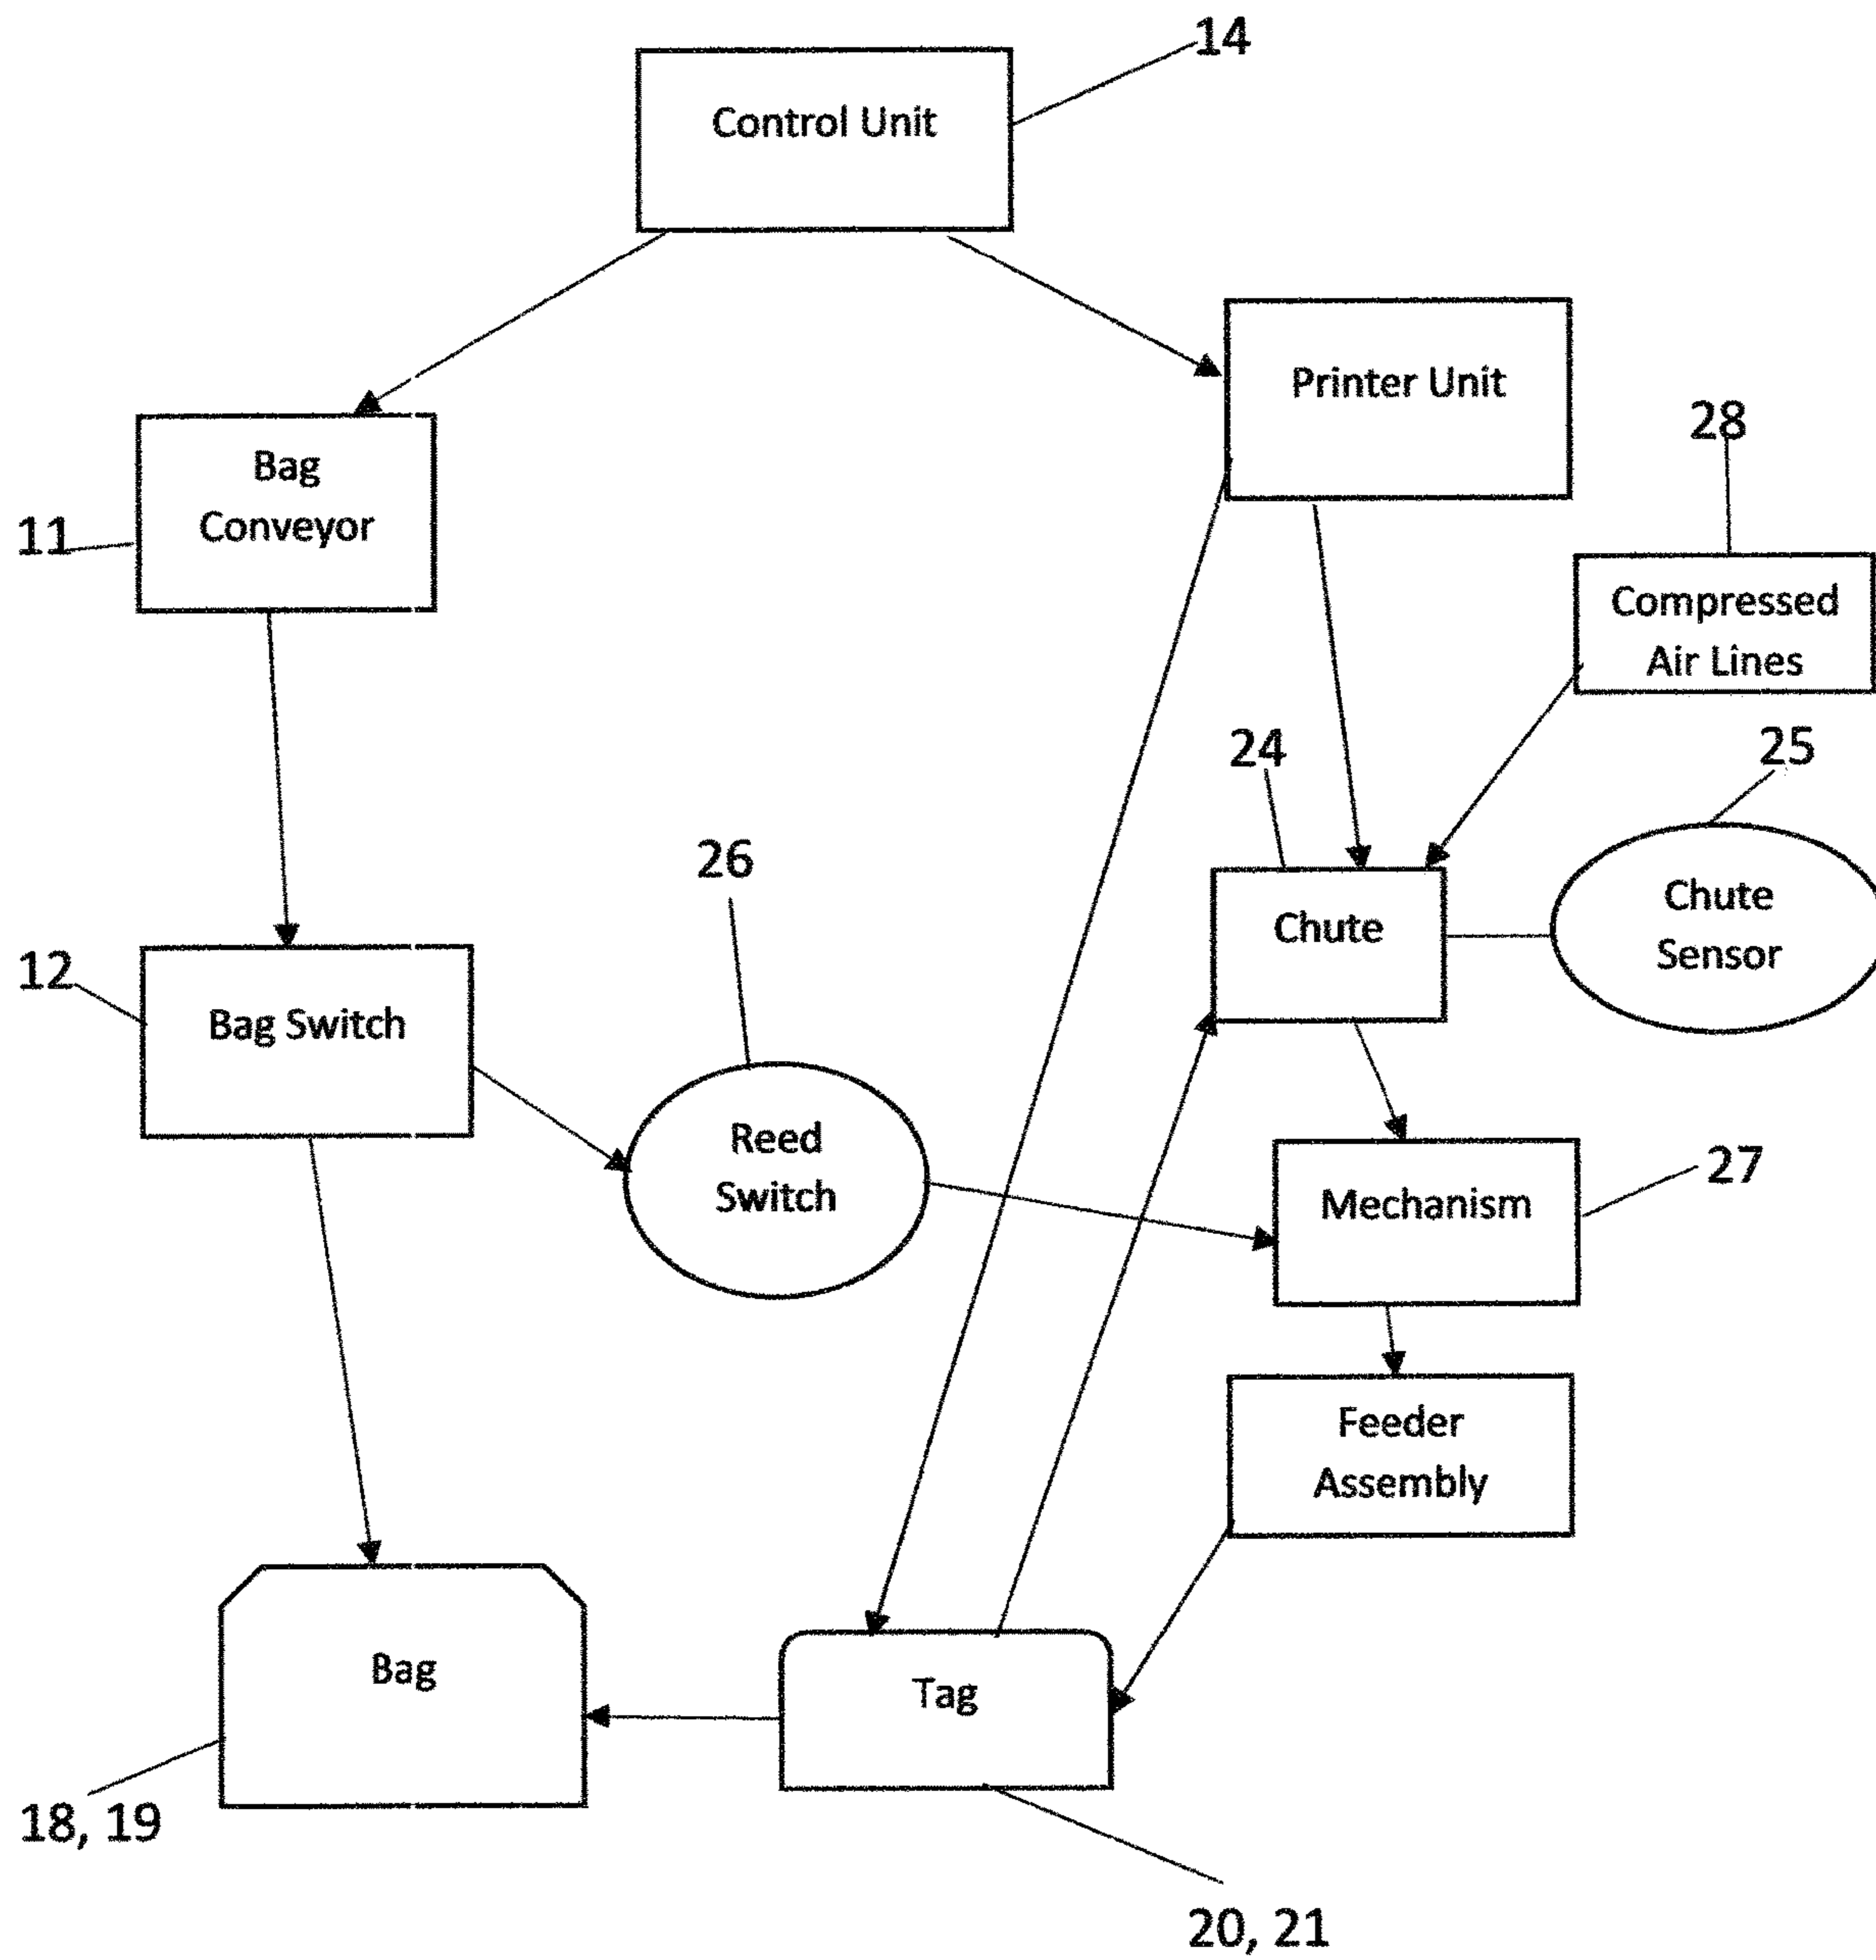 14
Control Unit
Printer Unit
28
Bag
Conveyor
11
Compressed
Air Lines
24
25
26
Chute
Sensor
Chute
12
Bag Switch
Reed
Switch
27
Mechanism
Feeder
Assembly
Bag
Tag
18, 19
20, 21